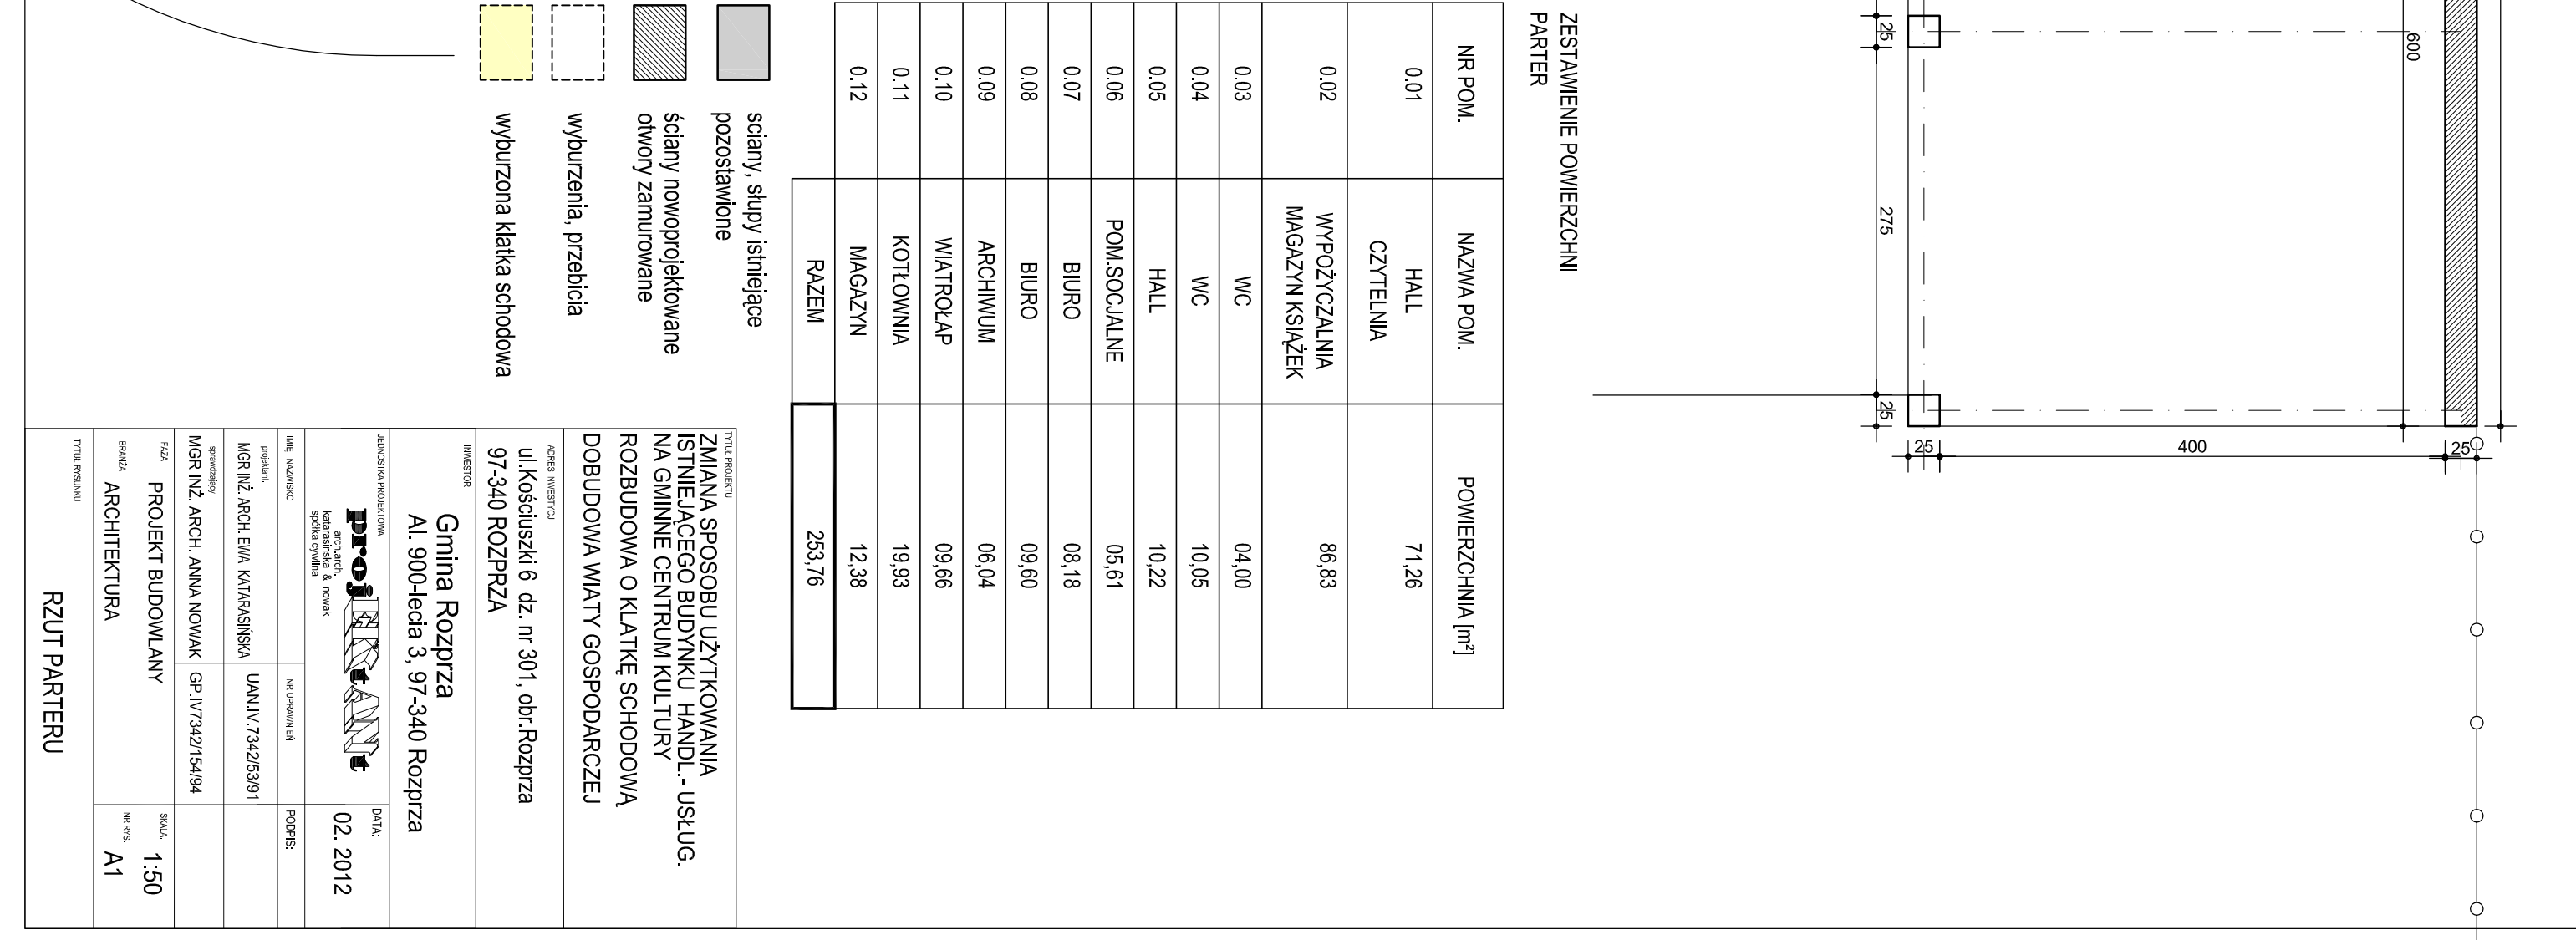 ZESTAWIENIE POWIERZCHNI
PARTER
NR POM. NAZWA POM. POWIERZCHNIA [m²]
0.01 HALL 71,26
CZYTELNIA
0.02 WYPOŻYCZALNIA 86,83
MAGAZYN KSIĄŻEK
0.03 WC 04,00
0.04 WC 10,05
0.05 HALL 10,22
0.06 POM.SOCJALNE 05,61
0.07 BIURO 08,18
0.08 BIURO 09,60
0.09 ARCHIWUM 06,04
0.10 WIATROŁAP 09,66
0.11 KOTŁOWNIA 19,93
0.12 MAGAZYN 12,38
RAZEM 253,76
sciany, słupy istniejące
pozostawione
ściany nowoprojektowane
otwory zamurowane
wyburzenia, przebicia
wyburzona klatka schodowa
TYTUŁ PROJEKTU
ZMIANA SPOSOBU UŻYTKOWANIA
ISTNIEJĄCEGO BUDYNKU HANDL.- USŁUG.
NA GMINNE CENTRUM KULTURY
ROZBUDOWA O KLATKĘ SCHODOWĄ
DOBUDOWA WIATY GOSPODARCZEJ
ADRES INWESTYCJI
ul.Kościuszki 6 dz. nr 301, obr.Rozprza
97-340 ROZPRZA
INWESTOR
Gmina Rozprza
Al. 900-lecia 3, 97-340 Rozprza
JEDNOSTKA PROJEKTOWA
projEKtANt
arch.arch.
katarasińska & nowak
spółka cywilna
DATA:
02. 2012
IMIĘ I NAZWISKO NR UPRAWNIEŃ PODPIS:
projektant:
MGR INŻ. ARCH. EWA KATARASIŃSKA UAN.IV.7342/53/91
sprawdzający:
MGR INŻ. ARCH. ANNA NOWAK GP.IV7342/154/94
FAZA PROJEKT BUDOWLANY SKALA: 1:50
BRANŻA ARCHITEKTURA NR RYS. A1
TYTUŁ RYSUNKU
RZUT PARTERU
600
25
275
25
25
400
25